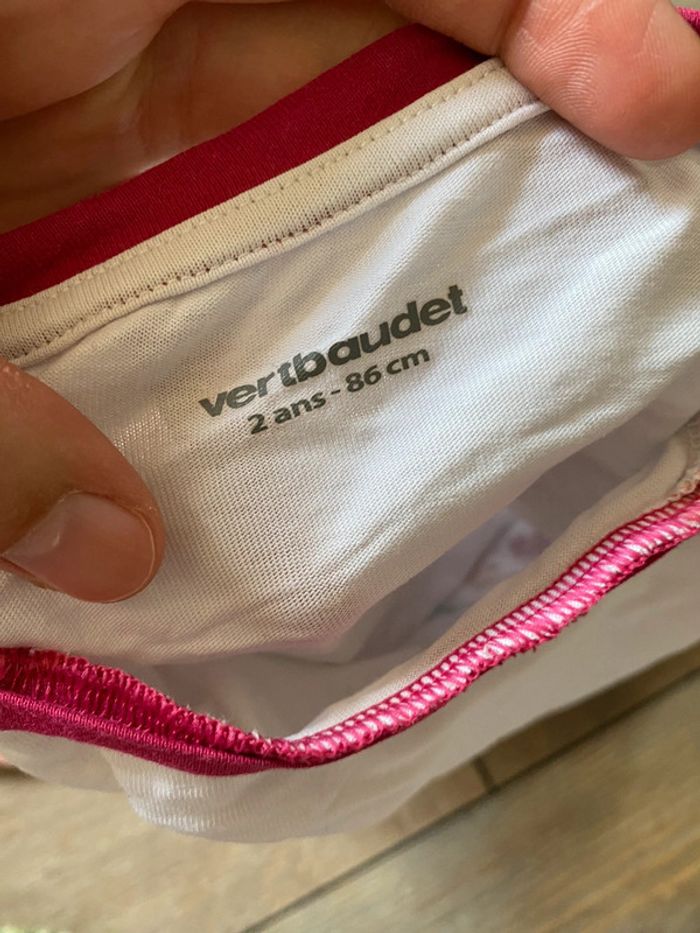 vertbaudet
2 ans - 86 cm